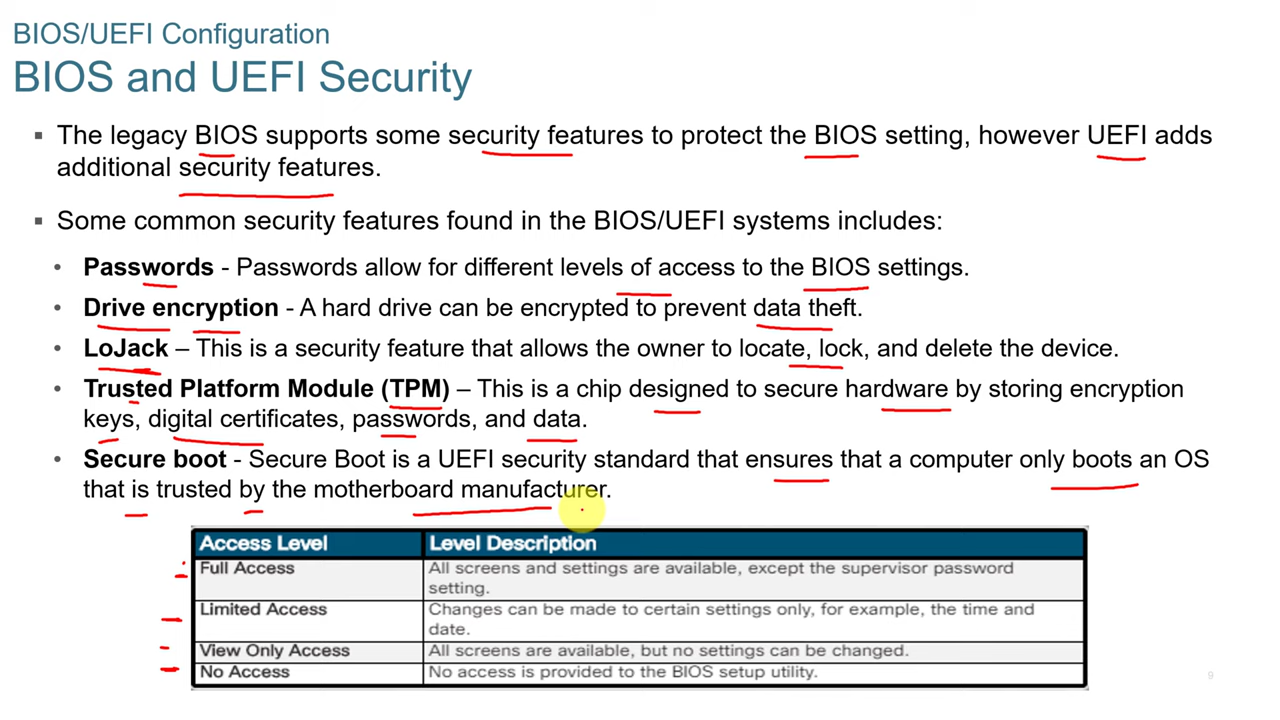 BIOS/UEFI Configuration
BIOS and UEFI Security
▪ The legacy BIOS supports some security features to protect the BIOS setting, however UEFI adds
additional security features.
▪ Some common security features found in the BIOS/UEFI systems includes:
• Passwords - Passwords allow for different levels of access to the BIOS settings.
• Drive encryption - A hard drive can be encrypted to prevent data theft.
• LoJack – This is a security feature that allows the owner to locate, lock, and delete the device.
• Trusted Platform Module (TPM) – This is a chip designed to secure hardware by storing encryption
keys, digital certificates, passwords, and data.
• Secure boot - Secure Boot is a UEFI security standard that ensures that a computer only boots an OS
that is trusted by the motherboard manufacturer.
Access Level Level Description
Full Access All screens and settings are available, except the supervisor password
setting.
Limited Access Changes can be made to certain settings only, for example, the time and
date.
View Only Access All screens are available, but no settings can be changed.
No Access No access is provided to the BIOS setup utility.
9